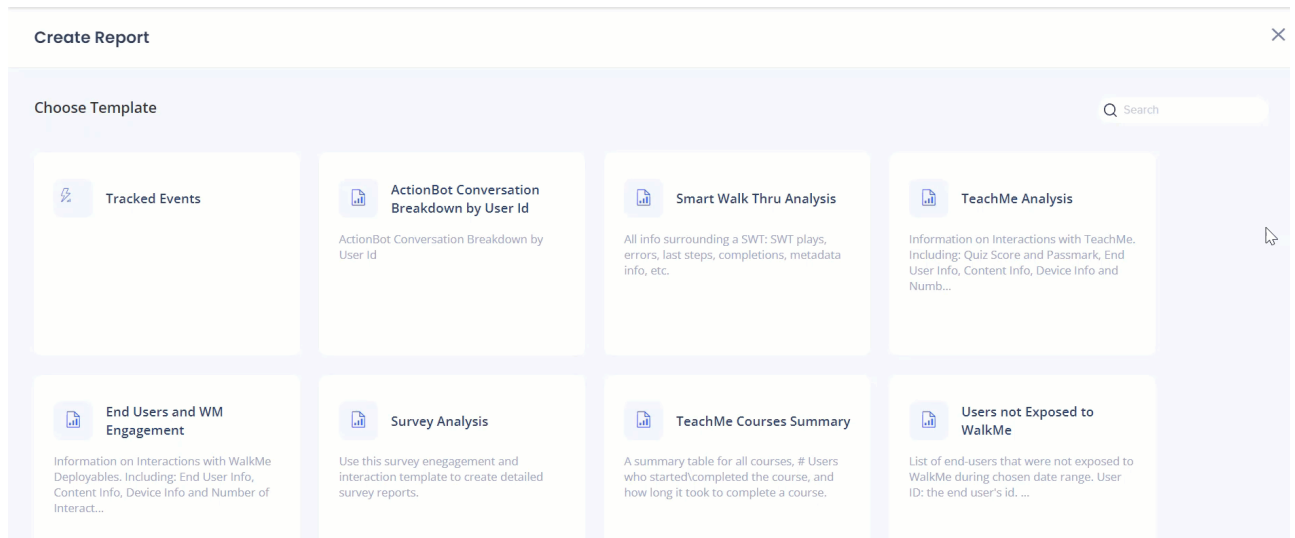 Create Report
Choose Template
Search
Tracked Events
ActionBot Conversation
Breakdown by User Id
ActionBot Conversation Breakdown by
User Id
Smart Walk Thru Analysis
All info surrounding a SWT: SWT plays,
errors, last steps, completions, metadata
info, etc.
TeachMe Analysis
Information on Interactions with TeachMe.
Including: Quiz Score and Passmark, End
User Info, Content Info, Device Info and
Numb...
End Users and WM
Engagement
Information on Interactions with WalkMe
Deployables. Including: End User Info,
Content Info, Device Info and Number of
Interact...
Survey Analysis
Use this survey enegagement and
interaction template to create detailed
survey reports.
TeachMe Courses Summary
A summary table for all courses, # Users
who started\completed the course, and
how long it took to complete a course.
Users not Exposed to
WalkMe
List of end-users that were not exposed to
WalkMe during chosen date range. User
ID: the end user's id. ...